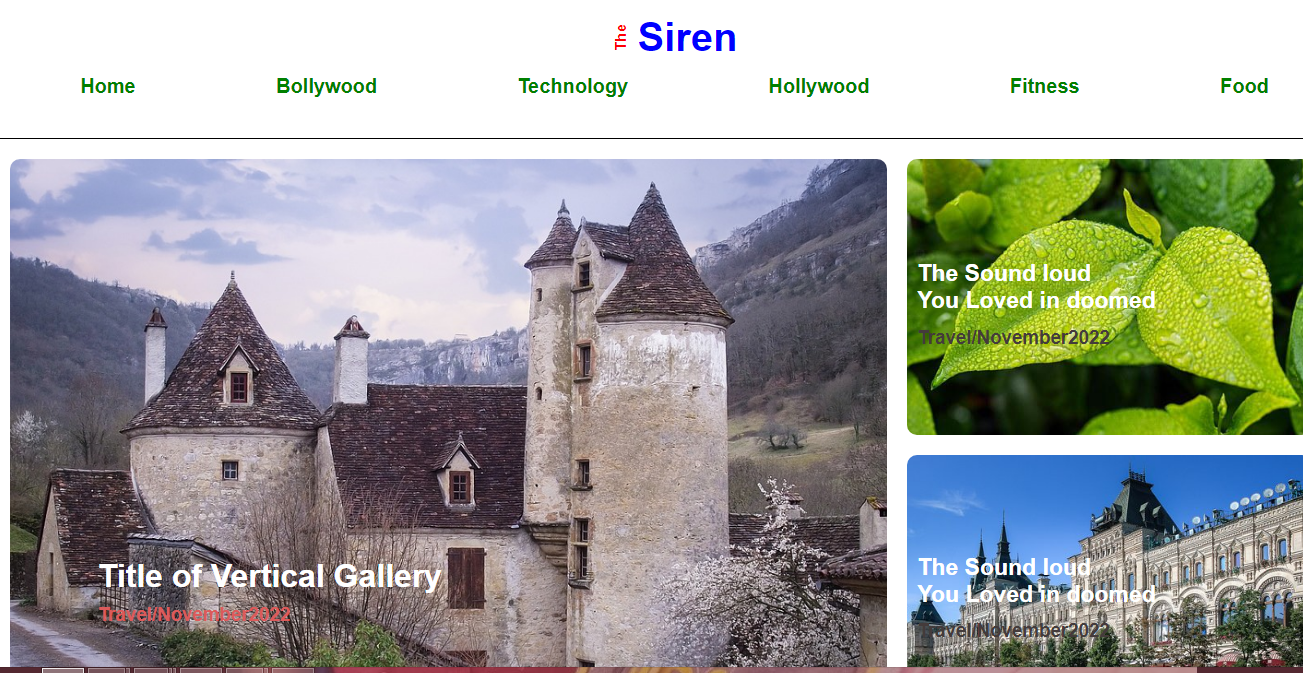 The Siren
Home Bollywood Technology Hollywood Fitness Food
Title of Vertical Gallery
Travel/November2022
The Sound loud
You Loved in doomed
Travel/November2022
The Sound loud
You Loved in doomed
Travel/November2022